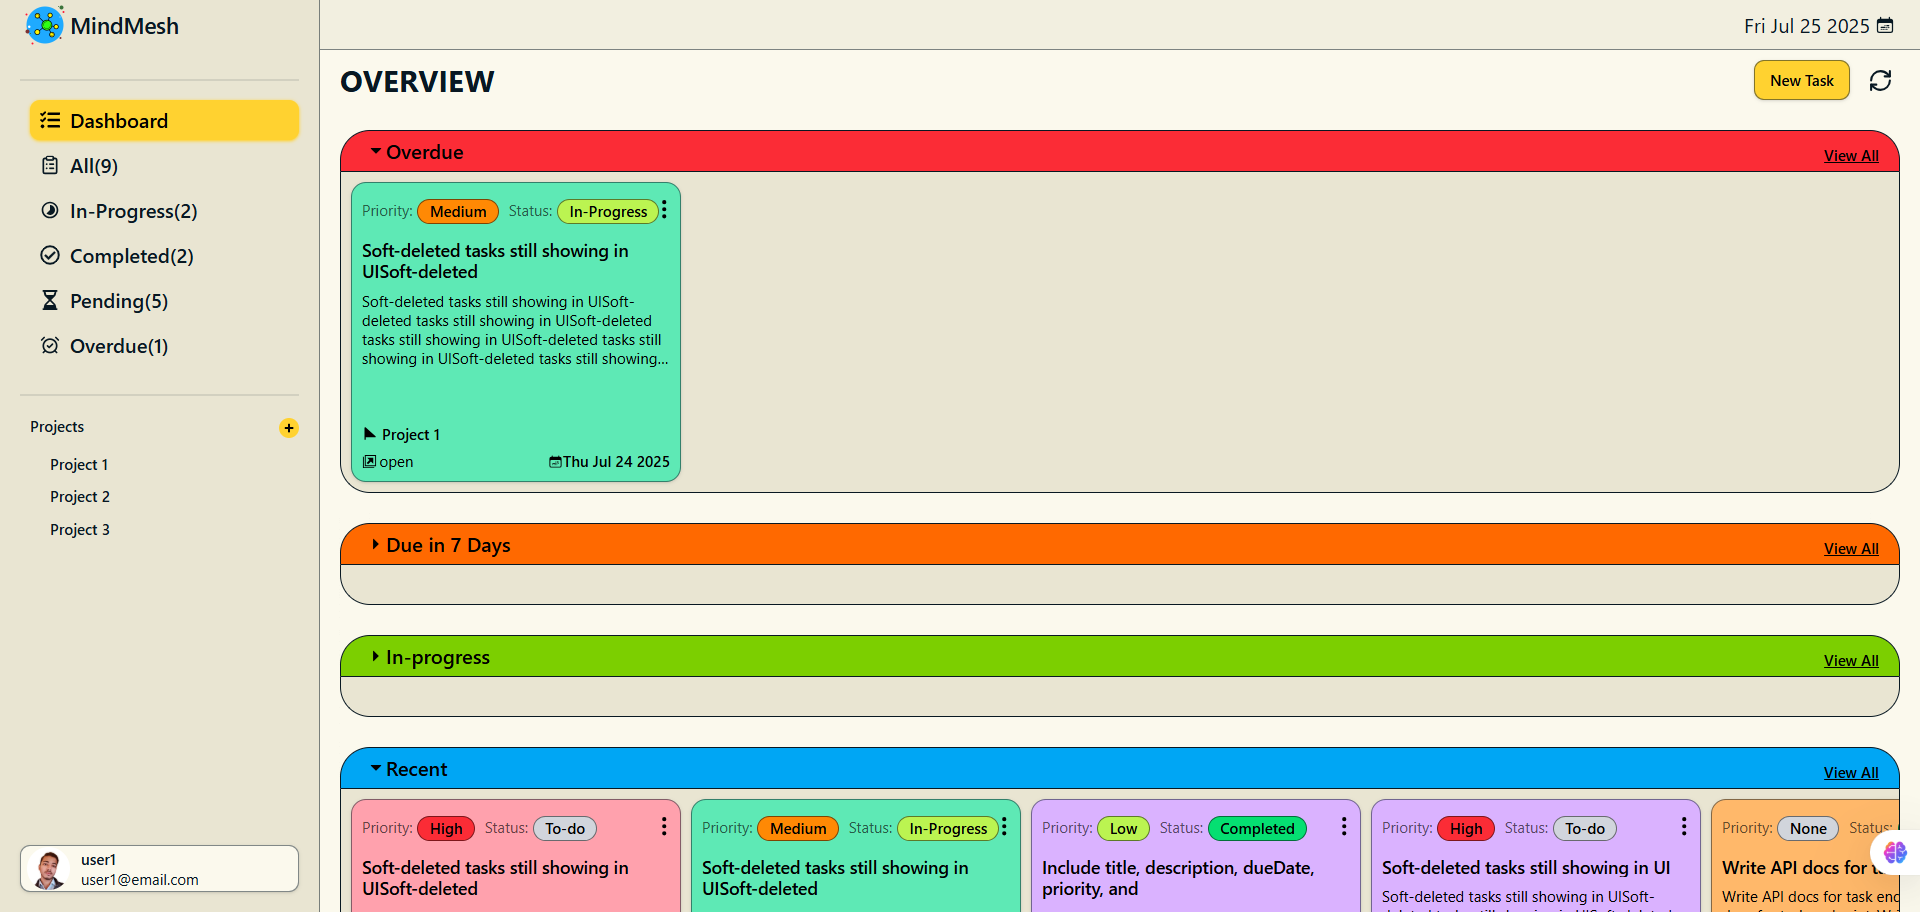 MindMesh
Fri Jul 25 2025
Dashboard
All(9)
In-Progress(2)
Completed(2)
Pending(5)
Overdue(1)
Projects
Project 1
Project 2
Project 3
user1
user1@email.com
OVERVIEW
New Task
Overdue
View All
Priority: Medium Status: In-Progress
Soft-deleted tasks still showing in
UISoft-deleted
Soft-deleted tasks still showing in UISoft-
deleted tasks still showing in UISoft-deleted
tasks still showing in UISoft-deleted tasks still
showing in UISoft-deleted tasks still showing...
Project 1
open
Thu Jul 24 2025
Due in 7 Days
View All
In-progress
View All
Recent
View All
Priority: High Status: To-do
Soft-deleted tasks still showing in
UISoft-deleted
Priority: Medium Status: In-Progress
Soft-deleted tasks still showing in
UISoft-deleted
Priority: Low Status: Completed
Include title, description, dueDate,
priority, and
Priority: High Status: To-do
Soft-deleted tasks still showing in UI
Soft-deleted tasks still showing in UISoft-
Priority: None Status:
Write API docs for
Write API docs for task